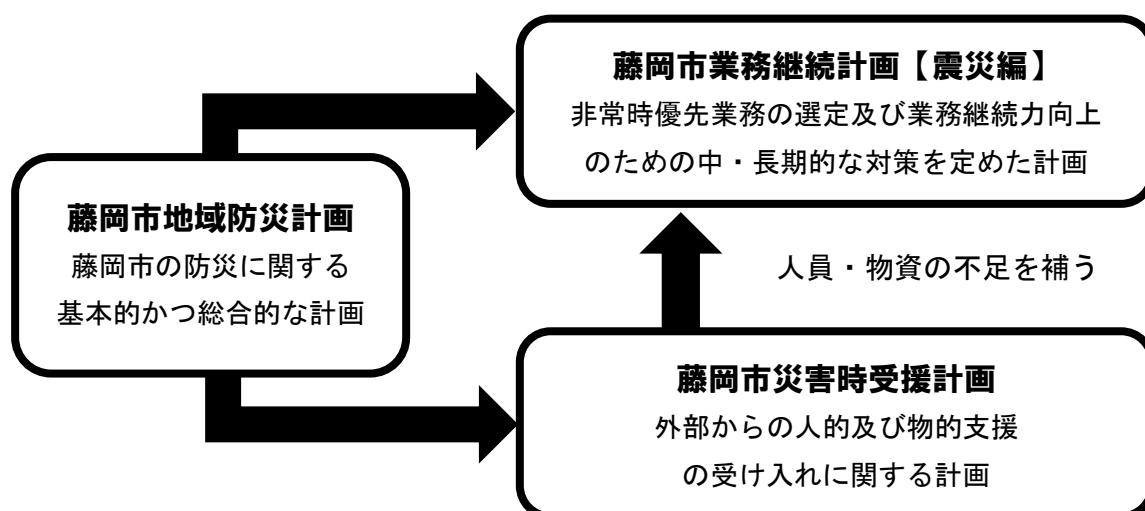 藤岡市業務継続計画【震災編】
非常時優先業務の選定及び業務継続力向上
のための中・長期的な対策を定めた計画
藤岡市地域防災計画
藤岡市の防災に関する
基本的かつ総合的な計画
人員・物資の不足を補う
藤岡市災害時受援計画
外部からの人的及び物的支援
の受け入れに関する計画